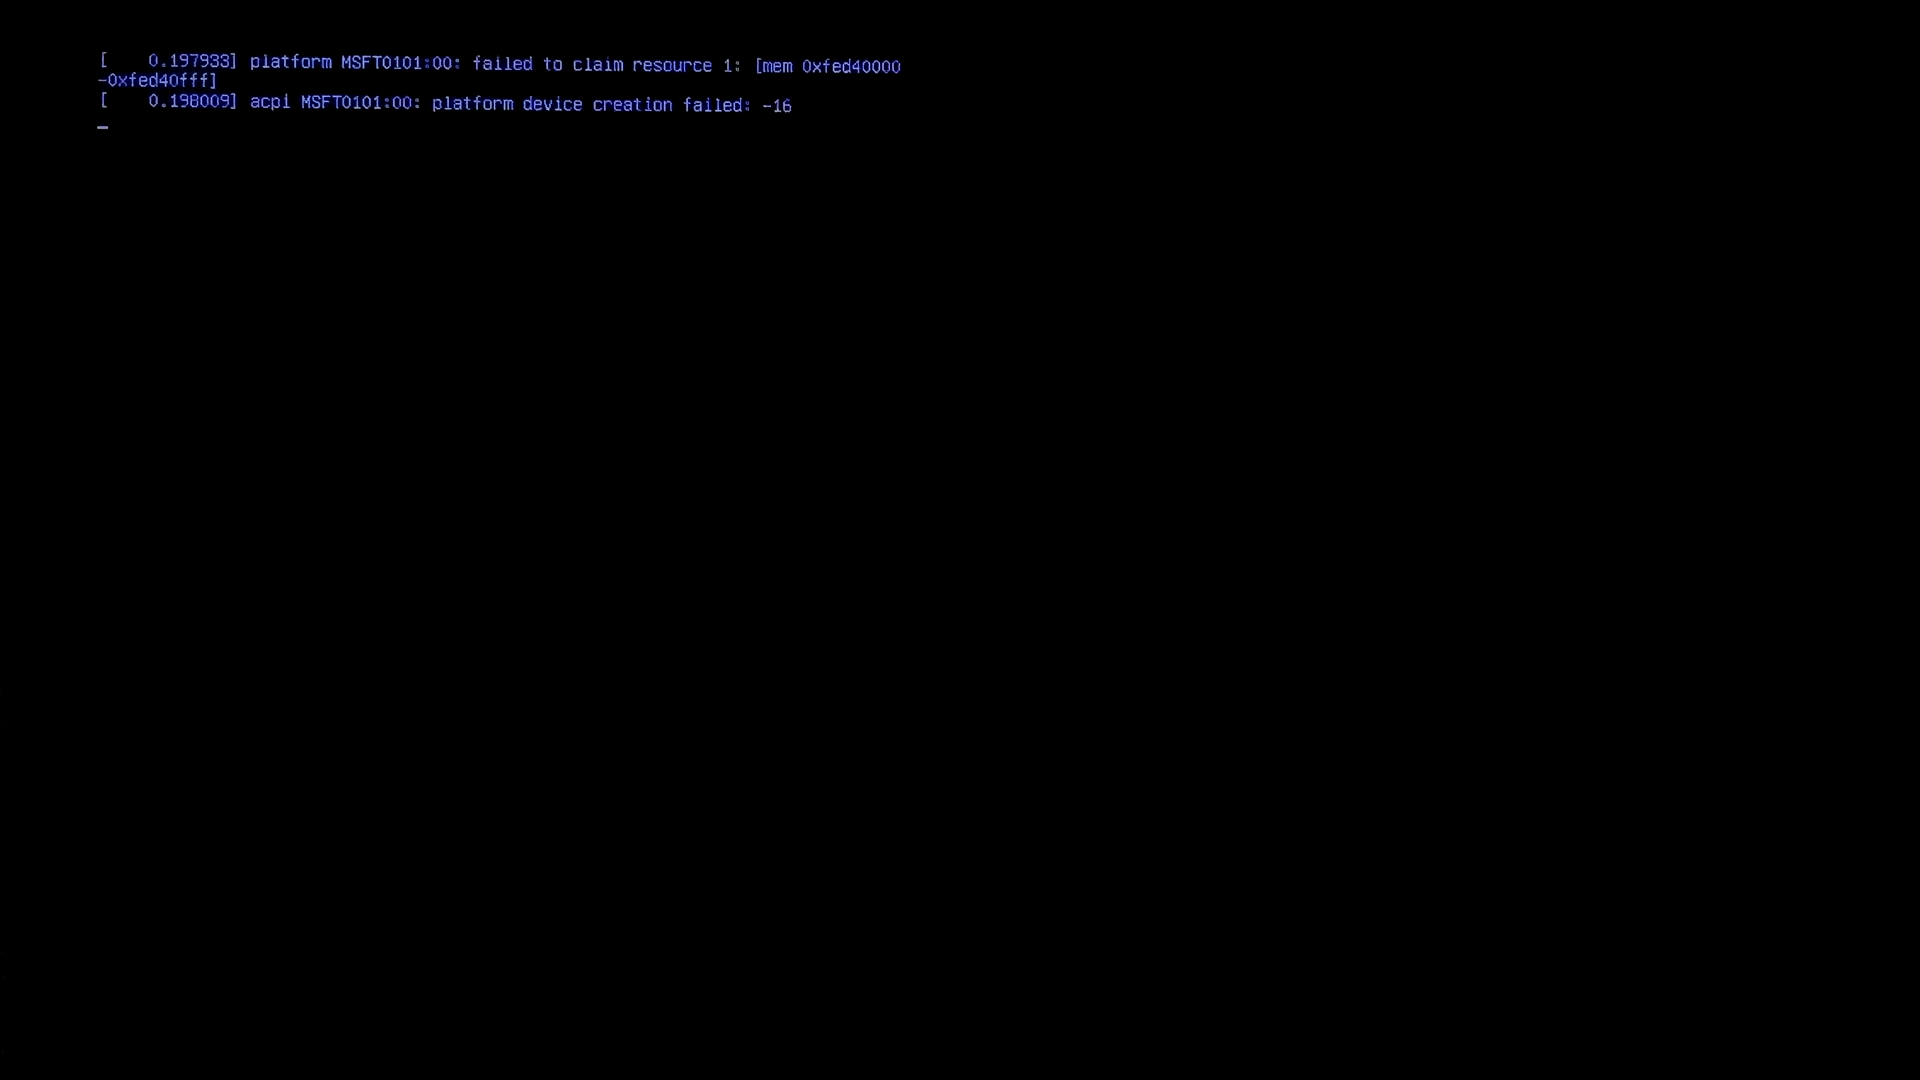 [    0.197933] platform MSFT0101:00: failed to claim resource 1: [mem 0xfed40000
-0xfed40fff]
[    0.198009] acpi MSFT0101:00: platform device creation failed: -16